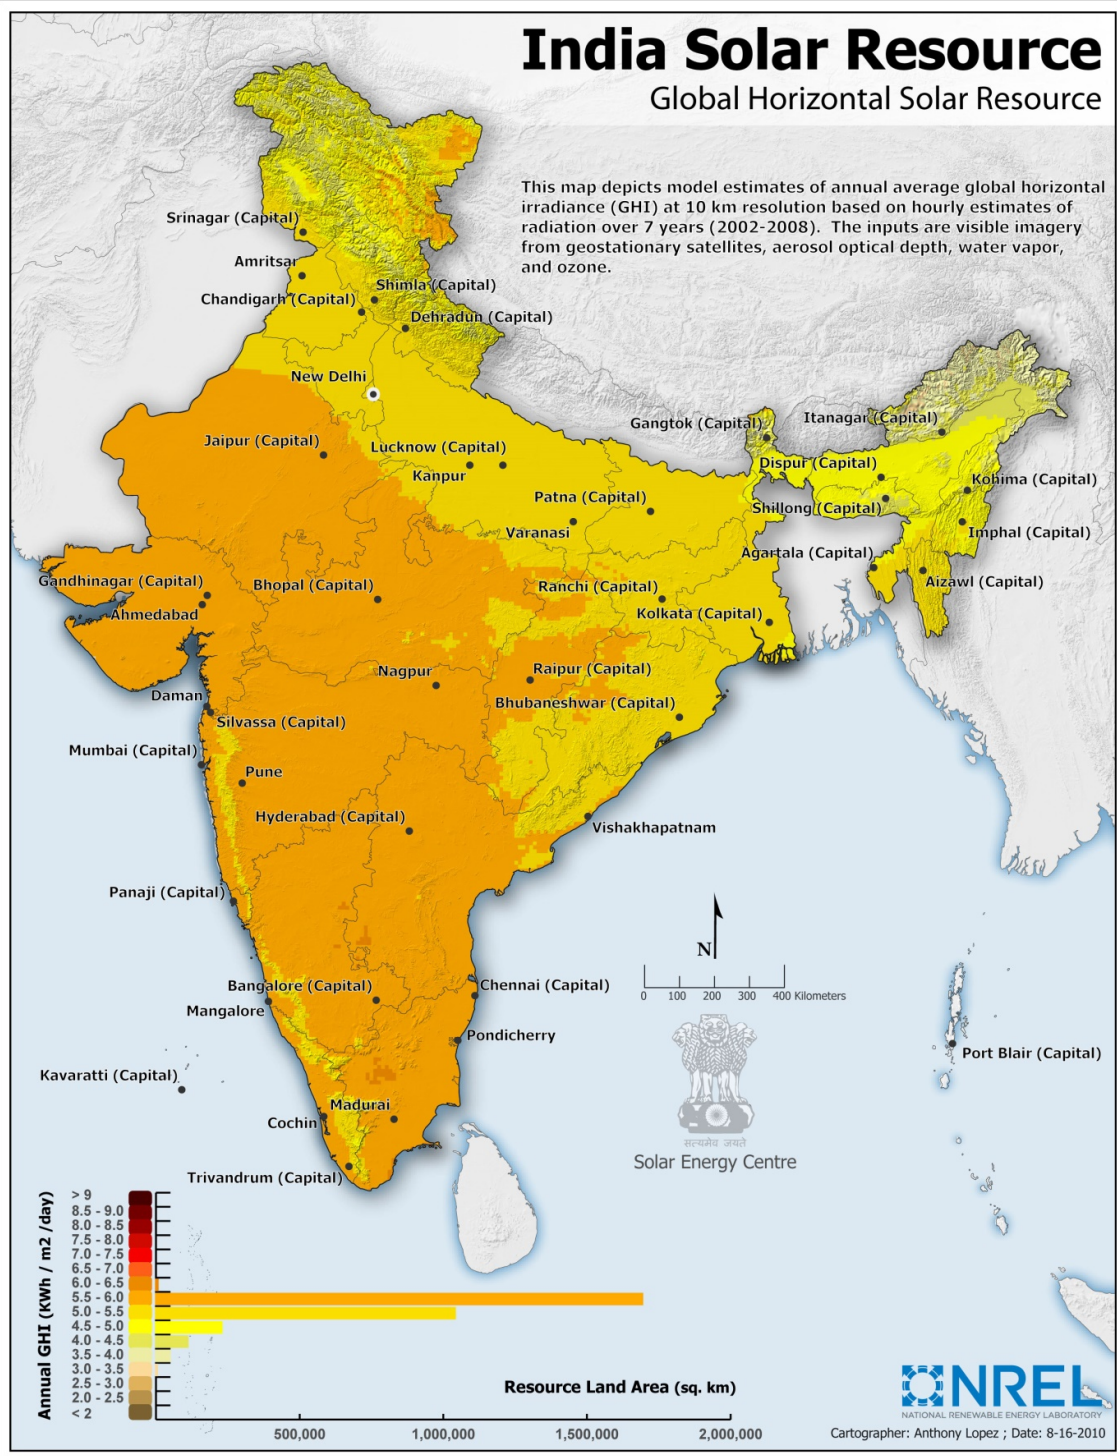 India Solar Resource
Global Horizontal Solar Resource
This map depicts model estimates of annual average global horizontal
irradiance (GHI) at 10 km resolution based on hourly estimates of
radiation over 7 years (2002-2008).  The inputs are visible imagery
from geostationary satellites, aerosol optical depth, water vapor,
and ozone.
Srinagar (Capital)
Amritsar
Shimla (Capital)
Chandigarh (Capital)
Dehradun (Capital)
New Delhi
Gangtok (Capital)
Itanagar (Capital)
Jaipur (Capital)
Lucknow (Capital)
Kanpur
Dispur (Capital)
Kohima (Capital)
Patna (Capital)
Shillong (Capital)
Varanasi
Imphal (Capital)
Agartala (Capital)
Gandhinagar (Capital)
Bhopal (Capital)
Ranchi (Capital)
Aizawl (Capital)
Ahmedabad
Kolkata (Capital)
Nagpur
Raipur (Capital)
Daman
Bhubaneshwar (Capital)
Silvassa (Capital)
Mumbai (Capital)
Pune
Hyderabad (Capital)
Vishakhapatnam
Panaji (Capital)
N
Bangalore (Capital)
Chennai (Capital)
0 100 200 300 400 Kilometers
Mangalore
Pondicherry
Port Blair (Capital)
Kavaratti (Capital)
Madurai
Cochin
सत्यमेव जयते
Solar Energy Centre
Trivandrum (Capital)
Annual GHI (KWh / m2 /day)
> 9
8.5 - 9.0
8.0 - 8.5
7.5 - 8.0
7.0 - 7.5
6.5 - 7.0
6.0 - 6.5
5.5 - 6.0
5.0 - 5.5
4.5 - 5.0
4.0 - 4.5
3.5 - 4.0
3.0 - 3.5
2.5 - 3.0
2.0 - 2.5
< 2
Resource Land Area (sq. km)
500,000 1,000,000 1,500,000 2,000,000
NREL
NATIONAL RENEWABLE ENERGY LABORATORY
Cartographer: Anthony Lopez ; Date: 8-16-2010